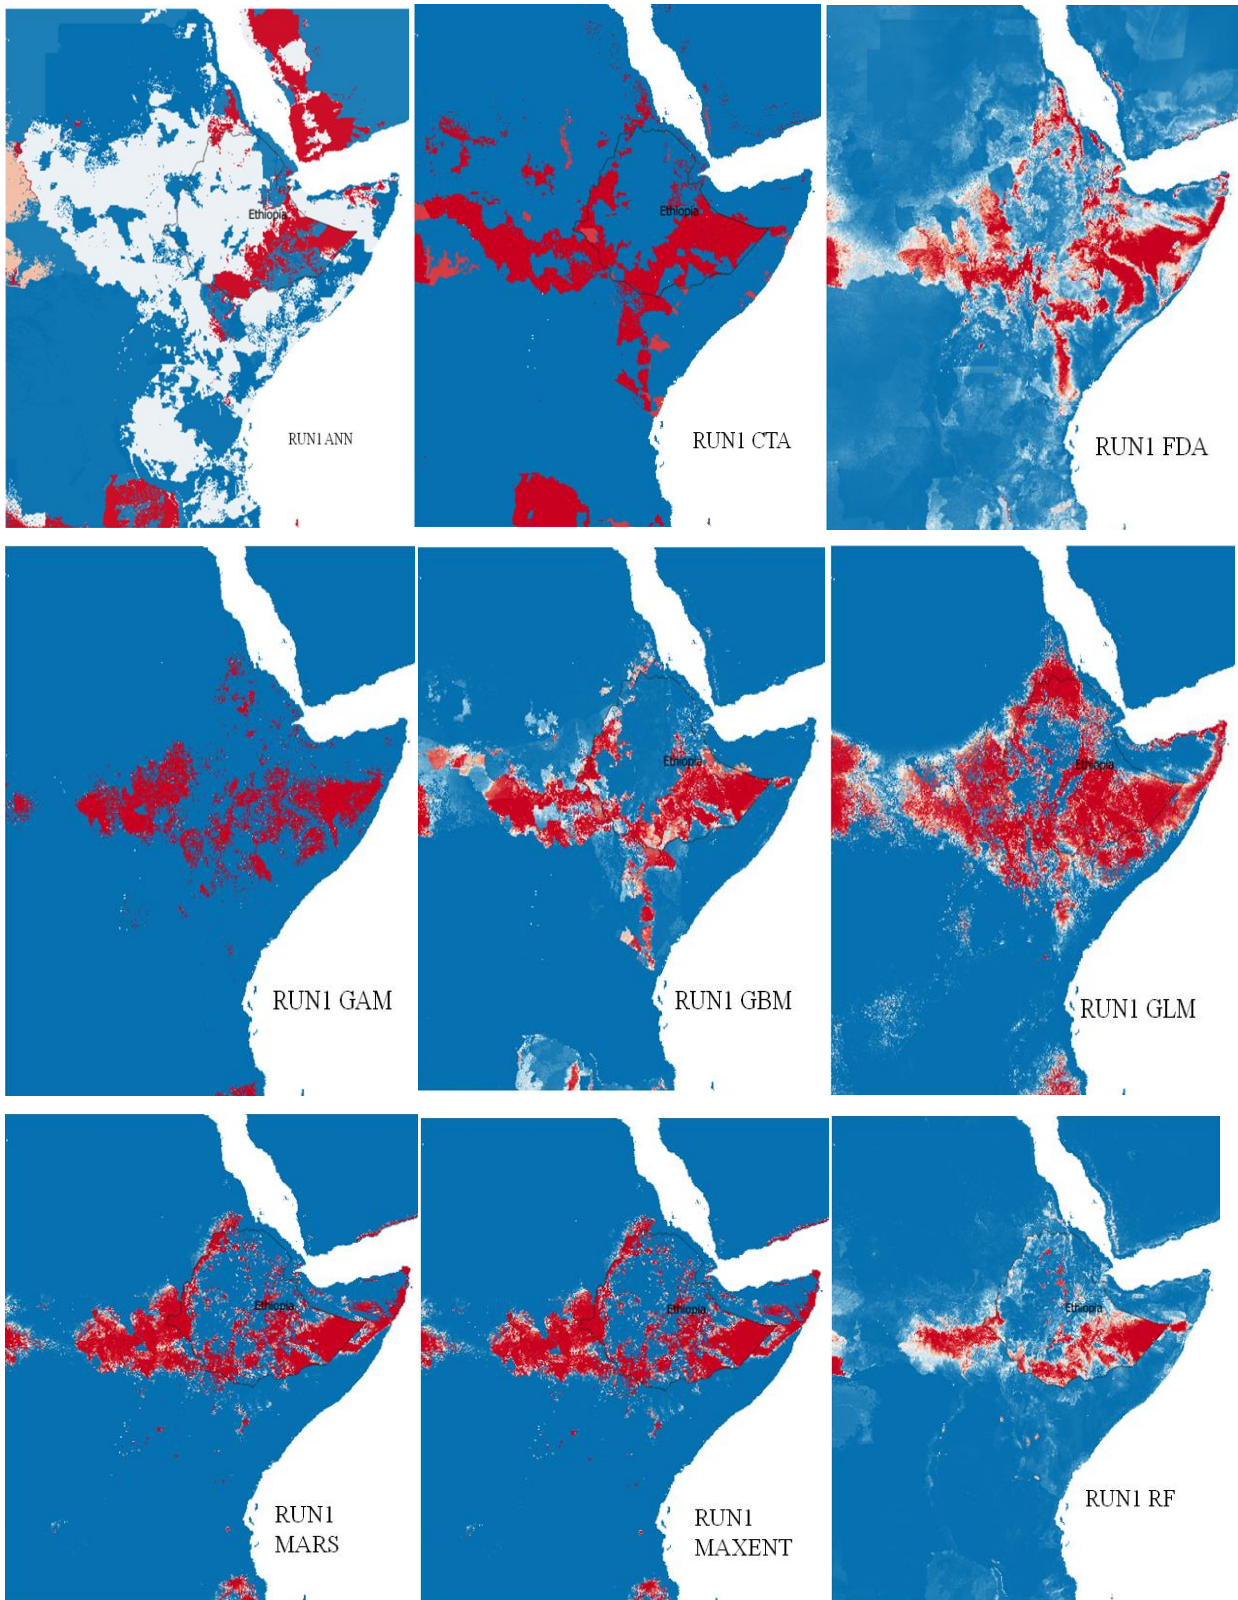 Ethiopia
RUN1 ANN
Ethiopia
RUN1 CTA
RUN1 FDA
RUN1 GAM
Ethiopia
RUN1 GBM
Ethiopia
RUN1 GLM
Ethiopia
RUN1
MARS
Ethiopia
RUN1
MAXENT
Ethiopia
RUN1 RF